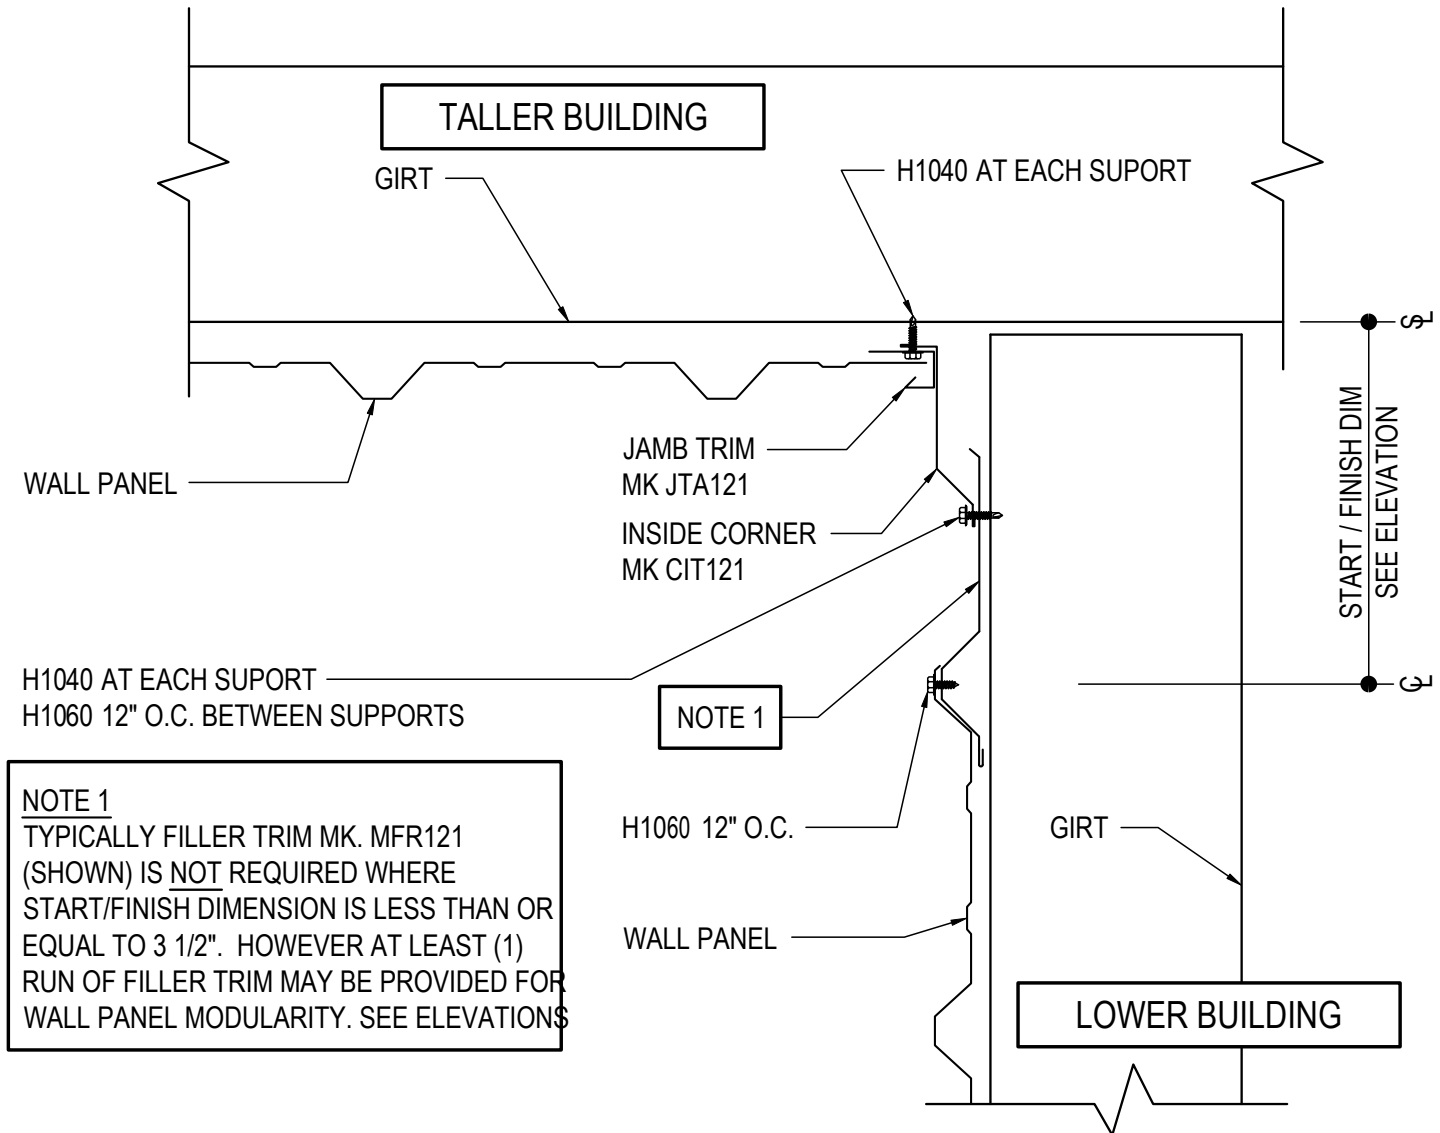 TALLER BUILDING
GIRT
H1040 AT EACH SUPORT
SL
START / FINISH DIM
SEE ELEVATION
CL
WALL PANEL
JAMB TRIM
MK JTA121
INSIDE CORNER
MK CIT121
H1040 AT EACH SUPORT
H1060 12" O.C. BETWEEN SUPPORTS
NOTE 1
NOTE 1
TYPICALLY FILLER TRIM MK. MFR121
(SHOWN) IS NOT REQUIRED WHERE
START/FINISH DIMENSION IS LESS THAN OR
EQUAL TO 3 1/2". HOWEVER AT LEAST (1)
RUN OF FILLER TRIM MAY BE PROVIDED FOR
WALL PANEL MODULARITY. SEE ELEVATIONS
H1060 12" O.C.
GIRT
WALL PANEL
LOWER BUILDING